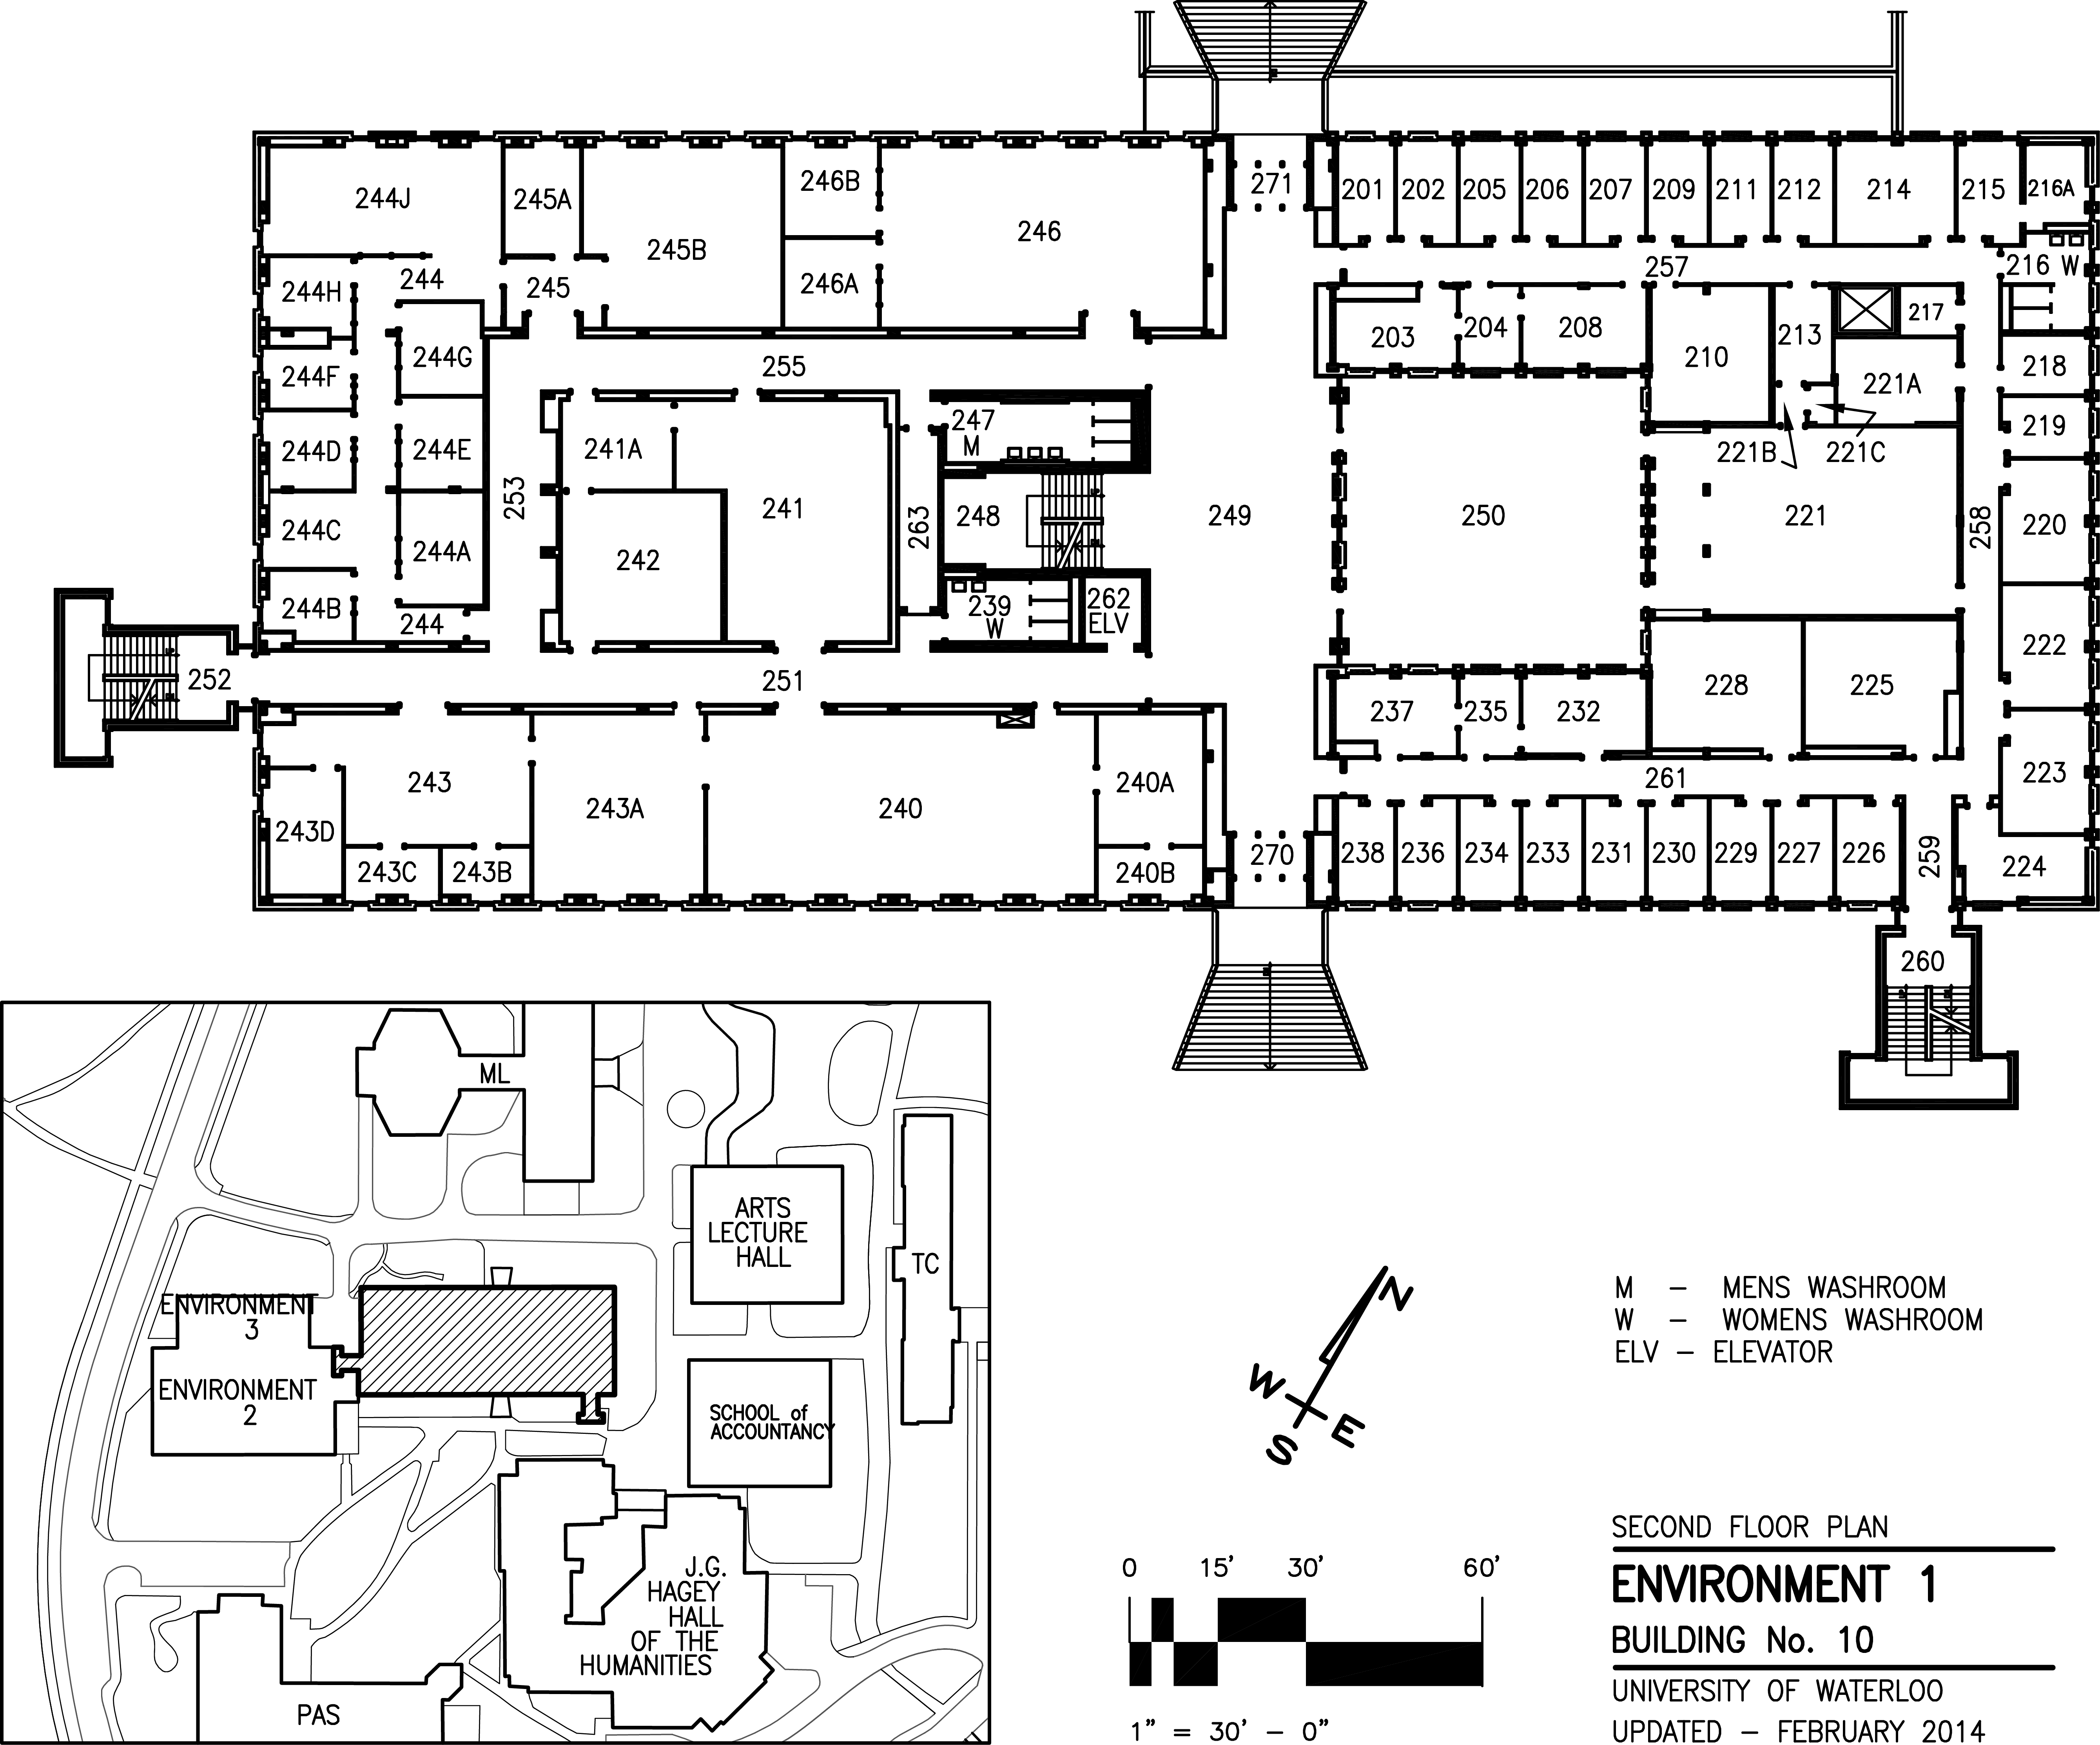 271
201 202 205 206 207 209 211 212 214 215 216A
244J 245A 246B
245B 246
244H 244 245 246A 257 216 W
217
244F 244G 255 203 204 208 210 213 221A 218
244D 244E 241A 247
M
221B 221C 219
244C 253 241 263 248 249 250 221 258 220
244A 242
244B 244 239
W
262
ELV
222
252 251 228 225
237 235 232
243 240A 261 223
243D 243A 240
243C 243B 240B 270 238 236 234 233 231 230 229 227 226 259 224
260
ML
ARTS
LECTURE
HALL
TC
ENVIRONMENT
3
ENVIRONMENT
2
SCHOOL of
ACCOUNTANCY
J.G.
HAGEY
HALL
OF THE
HUMANITIES
PAS
N
W
E
S
M – MENS WASHROOM
W – WOMENS WASHROOM
ELV – ELEVATOR
0 15' 30' 60'
1" = 30' – 0"
SECOND FLOOR PLAN
ENVIRONMENT 1
BUILDING No. 10
UNIVERSITY OF WATERLOO
UPDATED – FEBRUARY 2014